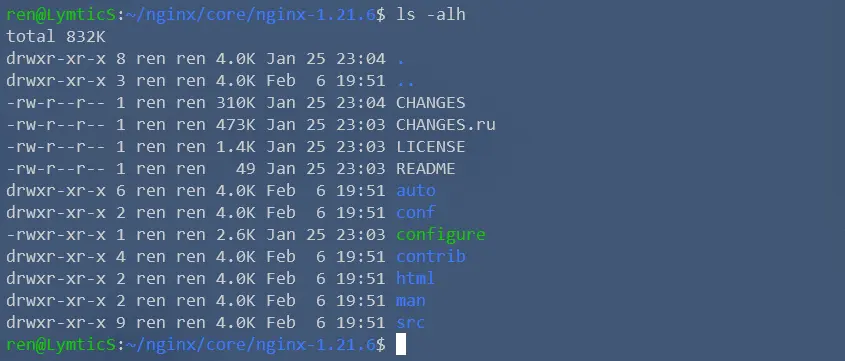 ren@LymticS:~/nginx/core/nginx-1.21.6$ ls -alh
total 832K
drwxr-xr-x 8 ren ren 4.0K Jan 25 23:04 .
drwxr-xr-x 3 ren ren 4.0K Feb  6 19:51 ..
-rw-r--r-- 1 ren ren 310K Jan 25 23:04 CHANGES
-rw-r--r-- 1 ren ren 473K Jan 25 23:03 CHANGES.ru
-rw-r--r-- 1 ren ren 1.4K Jan 25 23:03 LICENSE
-rw-r--r-- 1 ren ren   49 Jan 25 23:03 README
drwxr-xr-x 6 ren ren 4.0K Feb  6 19:51 auto
drwxr-xr-x 2 ren ren 4.0K Feb  6 19:51 conf
-rwxr-xr-x 1 ren ren 2.6K Jan 25 23:03 configure
drwxr-xr-x 4 ren ren 4.0K Feb  6 19:51 contrib
drwxr-xr-x 2 ren ren 4.0K Feb  6 19:51 html
drwxr-xr-x 2 ren ren 4.0K Feb  6 19:51 man
drwxr-xr-x 9 ren ren 4.0K Feb  6 19:51 src
ren@LymticS:~/nginx/core/nginx-1.21.6$